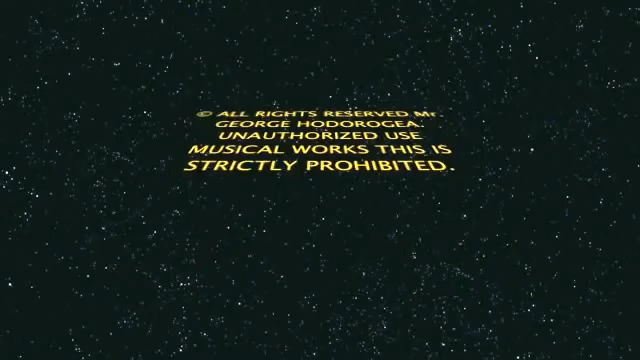 © ALL RIGHTS RESERVED Mr
GEORGE HODOROGEA.
UNAUTHORIZED USE
MUSICAL WORKS THIS IS
STRICTLY PROHIBITED.